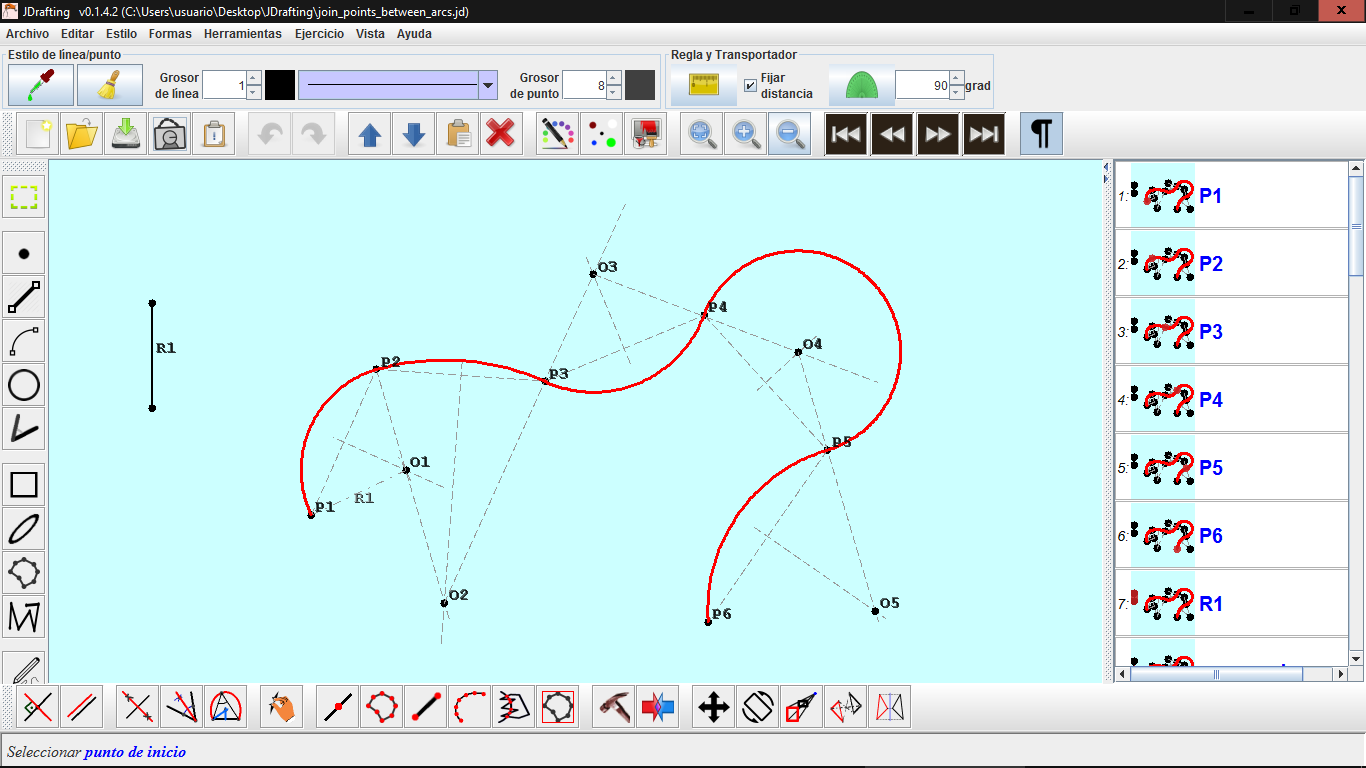 JDrafting v0.1.4.2 (C:\Users\usuario\Desktop\JDrafting\join_points_between_arcs.jd)
Archivo Editar Estilo Formas Herramientas Ejercicio Vista Ayuda
Estilo de línea/punto
Regla y Transportador
Grosor de línea
1
Grosor de punto
8
Fijar distancia
90
grad
O3
P4
R1
O4
P2
P3
P5
O1
R1
P1
O2
O5
P6
1: P1
2: P2
3: P3
4: P4
5: P5
6: P6
7: R1
Seleccionar punto de inicio